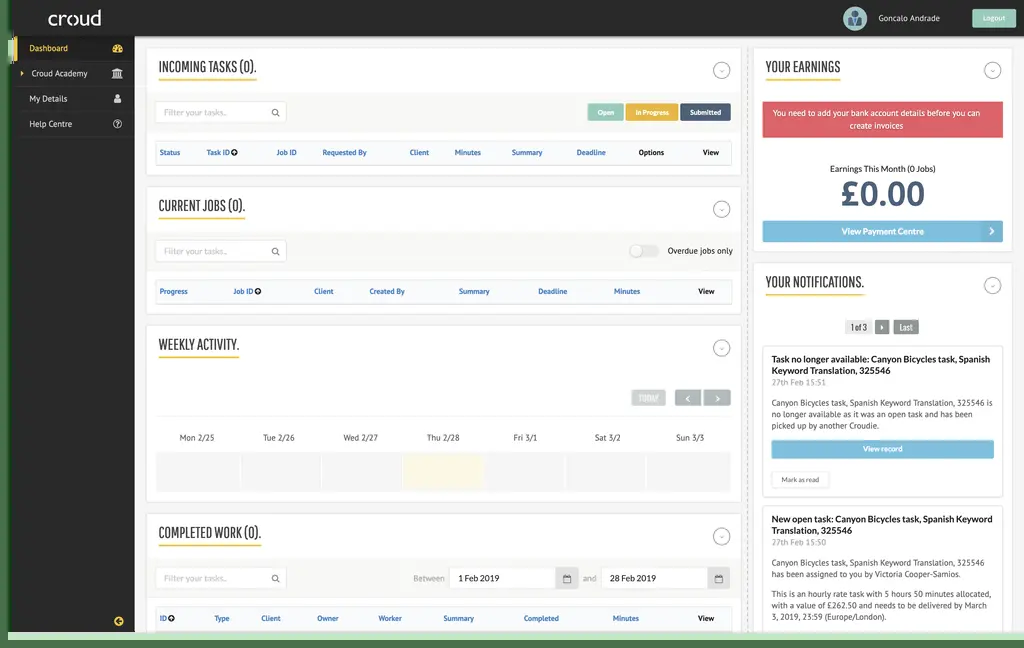 croud
Goncalo Andrade
Logout
Dashboard
Croud Academy
My Details
Help Centre
INCOMING TASKS (0).
Filter your tasks..
Open
In Progress
Submitted
Status Task ID Job ID Requested By Client Minutes Summary Deadline Options View
CURRENT JOBS (0).
Filter your tasks..
Overdue jobs only
Progress Job ID Client Created By Summary Deadline Minutes View
WEEKLY ACTIVITY.
TODAY
Mon 2/25 Tue 2/26 Wed 2/27 Thu 2/28 Fri 3/1 Sat 3/2 Sun 3/3
COMPLETED WORK (0).
Filter your tasks..
Between 1 Feb 2019 and 28 Feb 2019
ID Type Client Owner Worker Summary Completed Minutes View
YOUR EARNINGS
You need to add your bank account details before you can
create invoices
Earnings This Month (0 Jobs)
£0.00
View Payment Centre
YOUR NOTIFICATIONS.
1 of 3
Last
Task no longer available: Canyon Bicycles task, Spanish
Keyword Translation, 325546
27th Feb 15:51
Canyon Bicycles task, Spanish Keyword Translation, 325546 is
no longer available as it was an open task and has been
picked up by another Croudie.
View record
Mark as read
New open task: Canyon Bicycles task, Spanish Keyword
Translation, 325546
27th Feb 15:50
Canyon Bicycles task, Spanish Keyword Translation, 325546
has been assigned to you by Victoria Cooper-Samios.
This is an hourly rate task with 5 hours 50 minutes allocated,
with a value of £262.50 and needs to be delivered by March
3, 2019, 23:59 (Europe/London).